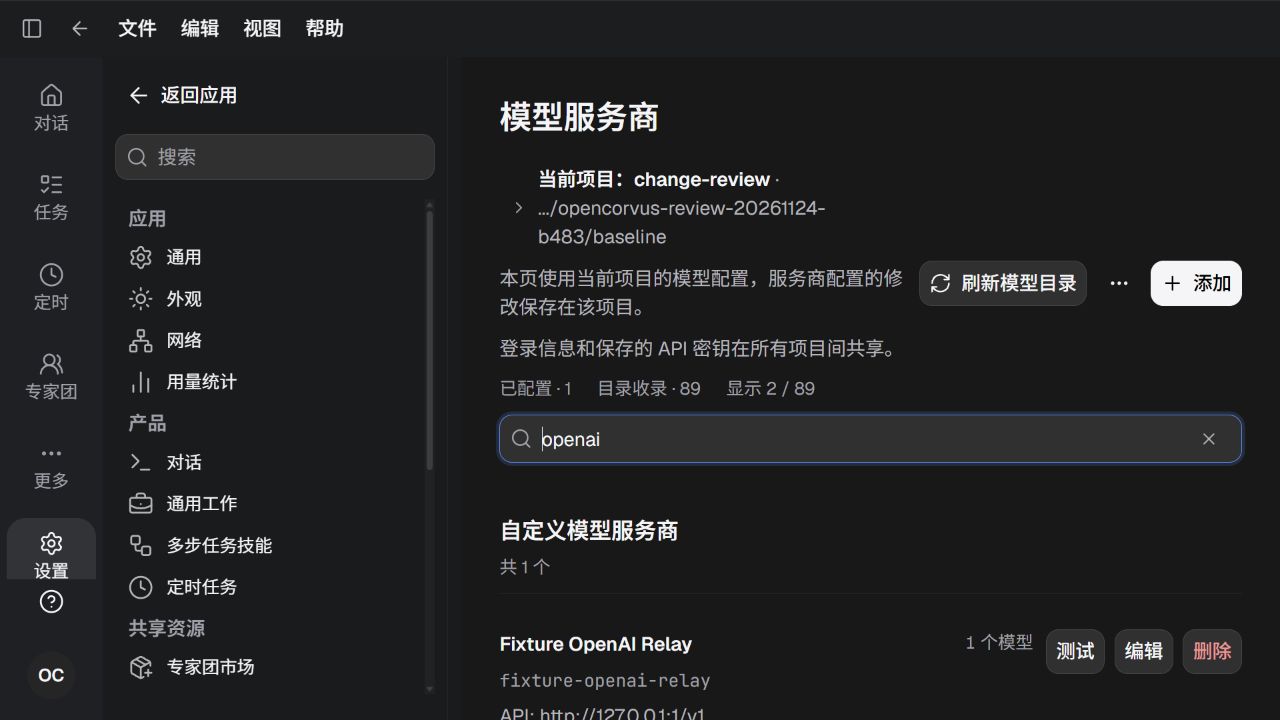 文件 编辑 视图 帮助
对话
任务
定时
专家团
更多
设置
OC
返回应用
搜索
应用
通用
外观
网络
用量统计
产品
对话
通用工作
多步任务技能
定时任务
共享资源
专家团市场
模型服务商
当前项目：change-review ·
…/opencorvus-review-20261124-
b483/baseline
本页使用当前项目的模型配置，服务商配置的修
改保存在该项目。
刷新模型目录
添加
登录信息和保存的 API 密钥在所有项目间共享。
已配置 · 1 目录收录 · 89 显示 2 / 89
openai
自定义模型服务商
共 1 个
Fixture OpenAI Relay
1 个模型 测试 编辑 删除
fixture-openai-relay
API: http://127.0.0.1:1/v1